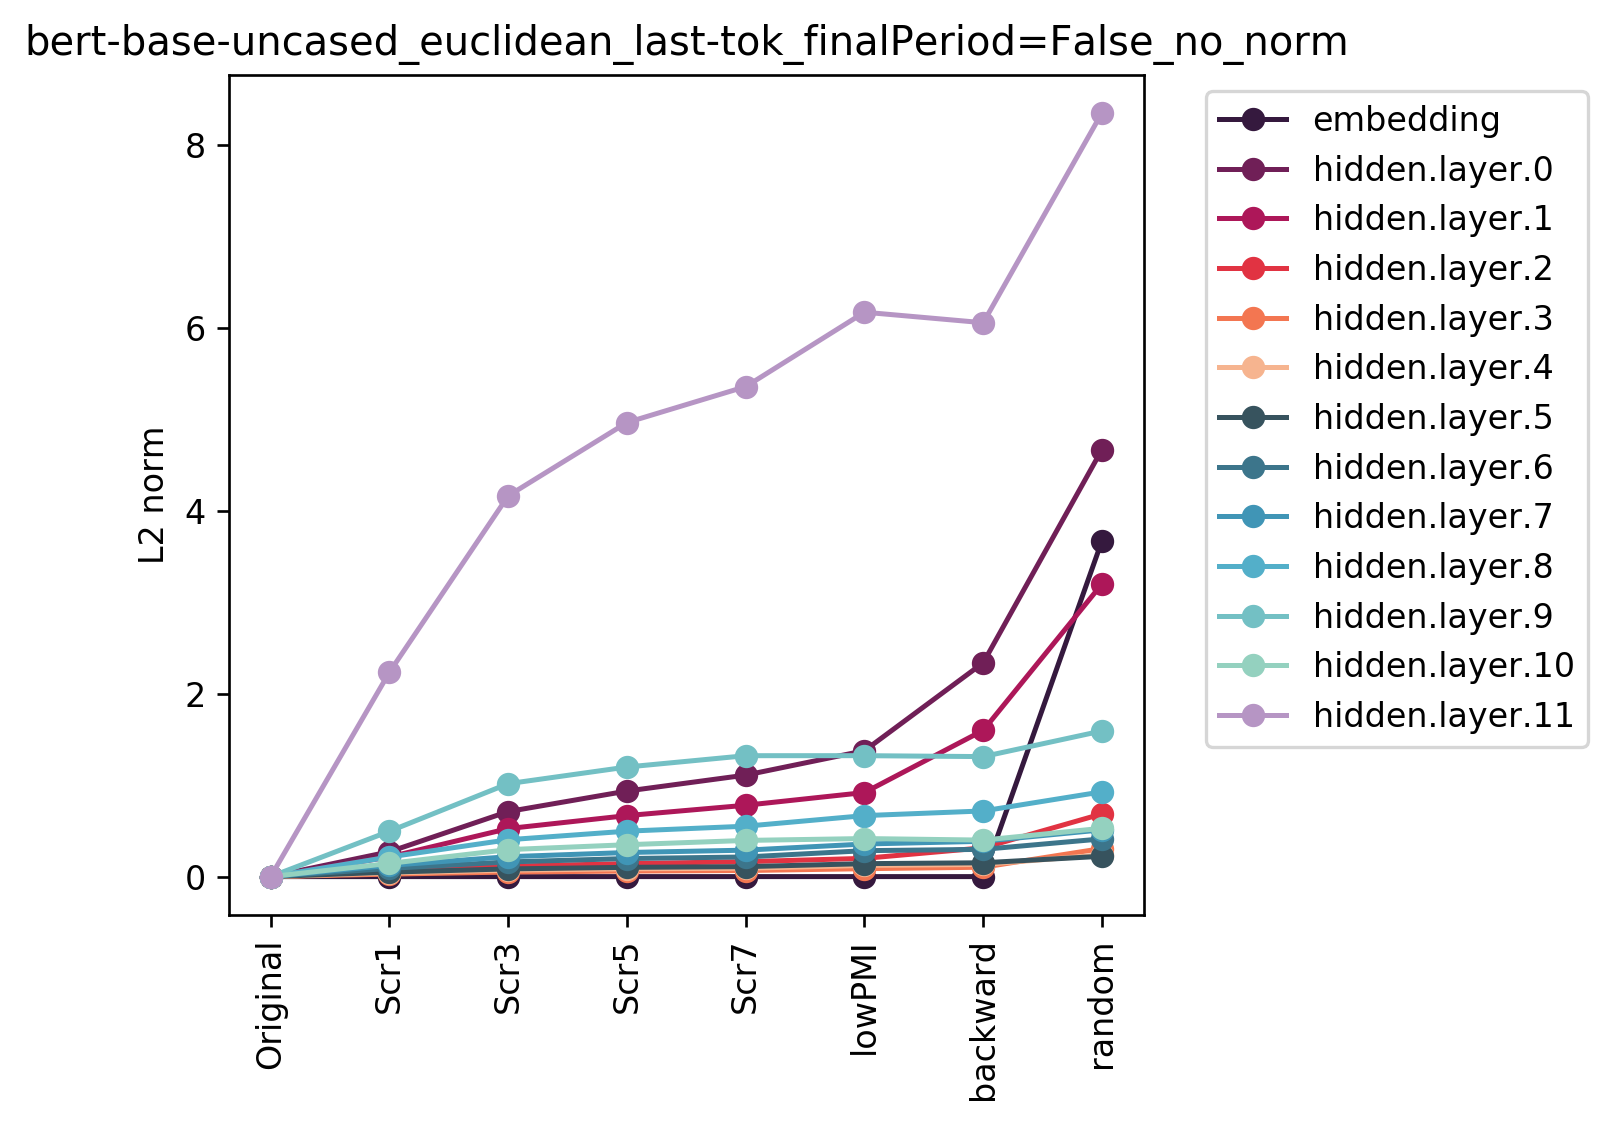 bert-base-uncased_euclidean_last-tok_finalPeriod=False_no_norm
8
6
4
2
0
L2 norm
Original
Scr1
Scr3
Scr5
Scr7
lowPMI
backward
random
embedding
hidden.layer.0
hidden.layer.1
hidden.layer.2
hidden.layer.3
hidden.layer.4
hidden.layer.5
hidden.layer.6
hidden.layer.7
hidden.layer.8
hidden.layer.9
hidden.layer.10
hidden.layer.11